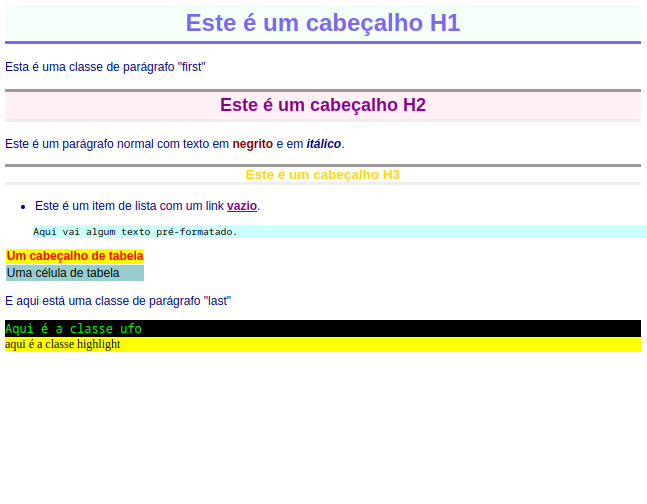 Este é um cabeçalho H1
Esta é uma classe de parágrafo "first"
Este é um cabeçalho H2
Este é um parágrafo normal com texto em negrito e em itálico.
Este é um cabeçalho H3
• Este é um item de lista com um link vazio.
Aqui vai algum texto pré-formatado.
Um cabeçalho de tabela
Uma célula de tabela
E aqui está uma classe de parágrafo "last"
Aqui é a classe ufo
aqui é a classe highlight